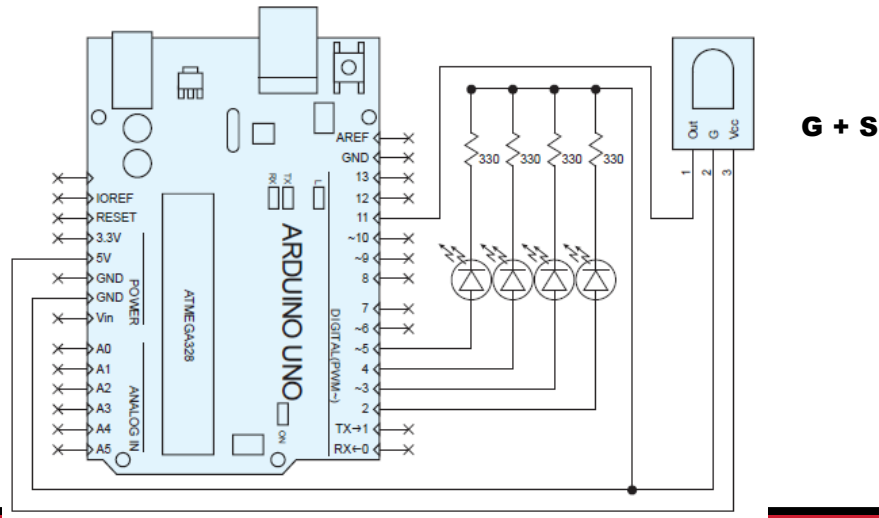 AREF
GND
13
12
11
~10
~9
8
7
~6
~5
4
~3
2
TX→1
RX←0
IOREF
RESET
3.3V
5V
GND
GND
Vin
A0
A1
A2
A3
A4
A5
POWER
ANALOG IN
ATMEGA328
RX
TX
L
ARDUINO UNO
DIGITAL(PWM~)
ON
330
330
330
330
Out
G
Vcc
1
2
3
G + S